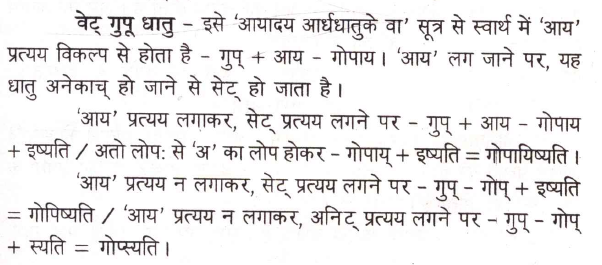 वेट् गुपू धातु – इसे 'आयादय आर्धधातुके वा' सूत्र से स्वार्थ में 'आय'
प्रत्यय विकल्प से होता है – गुप् + आय – गोपाय। 'आय' लग जाने पर, यह
धातु अनेकाच् हो जाने से सेट् हो जाता है।
'आय' प्रत्यय लगाकर, सेट् प्रत्यय लगने पर – गुप् + आय – गोपाय
+ इष्यति / अतो लोप: से 'अ' का लोप होकर – गोपाय् + इष्यति = गोपायिष्यति।
'आय' प्रत्यय न लगाकर, सेट् प्रत्यय लगने पर – गुप् – गोप् + इष्यति
= गोपिष्यति / 'आय' प्रत्यय न लगाकर, अनिट् प्रत्यय लगने पर – गुप् – गोप्
+ स्यति = गोप्स्यति।